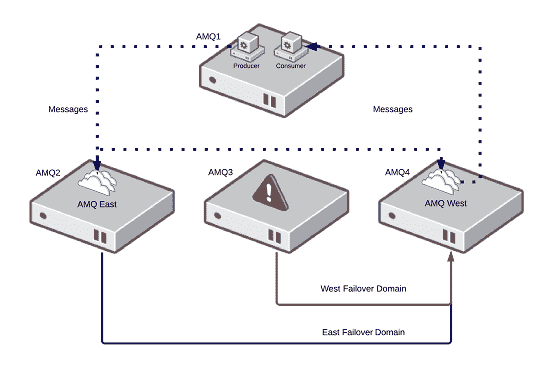 AMQ1
Producer
Consumer
Messages
Messages
AMQ2
AMQ3
AMQ4
AMQ East
AMQ West
West Failover Domain
East Failover Domain